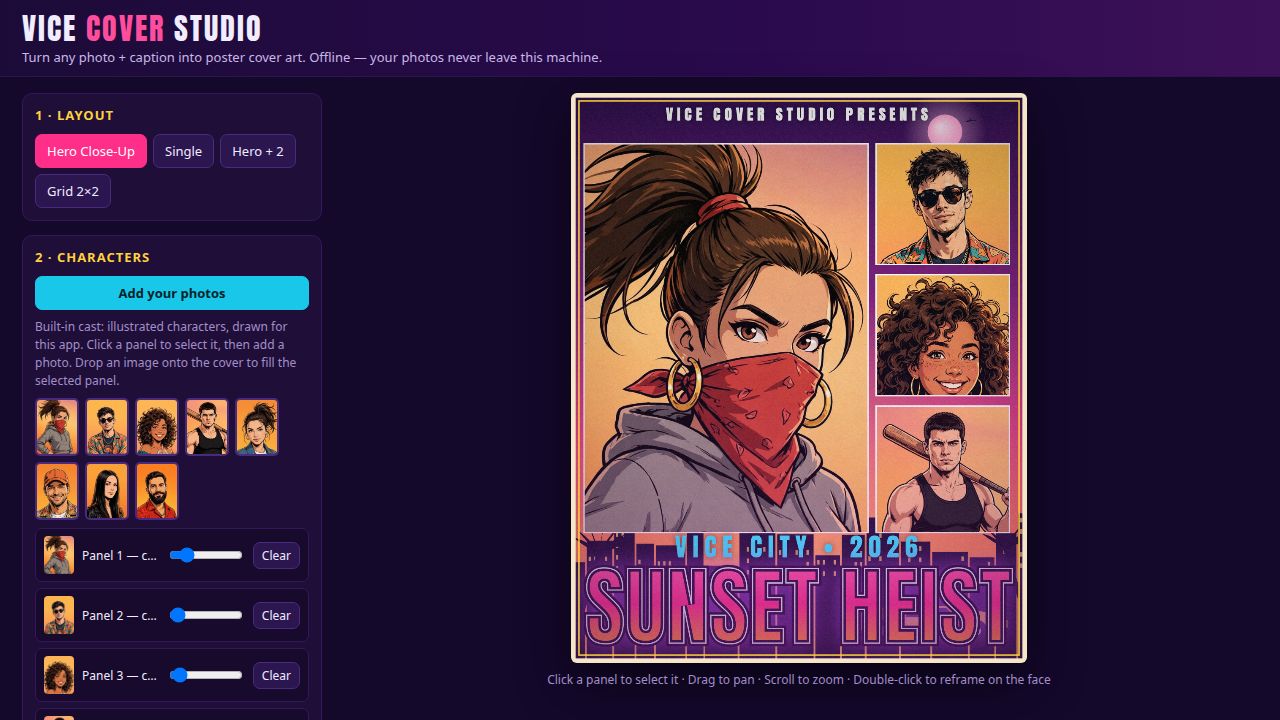 VICE COVER STUDIO
Turn any photo + caption into poster cover art. Offline — your photos never leave this machine.
1 · LAYOUT
Hero Close-Up
Single
Hero + 2
Grid 2×2
2 · CHARACTERS
Add your photos
Built-in cast: illustrated characters, drawn for
this app. Click a panel to select it, then add a
photo. Drop an image onto the cover to fill the
selected panel.
Panel 1 — c...
Clear
Panel 2 — c...
Clear
Panel 3 — c...
Clear
VICE COVER STUDIO PRESENTS
VICE CITY • 2026
SUNSET HEIST
Click a panel to select it · Drag to pan · Scroll to zoom · Double-click to reframe on the face